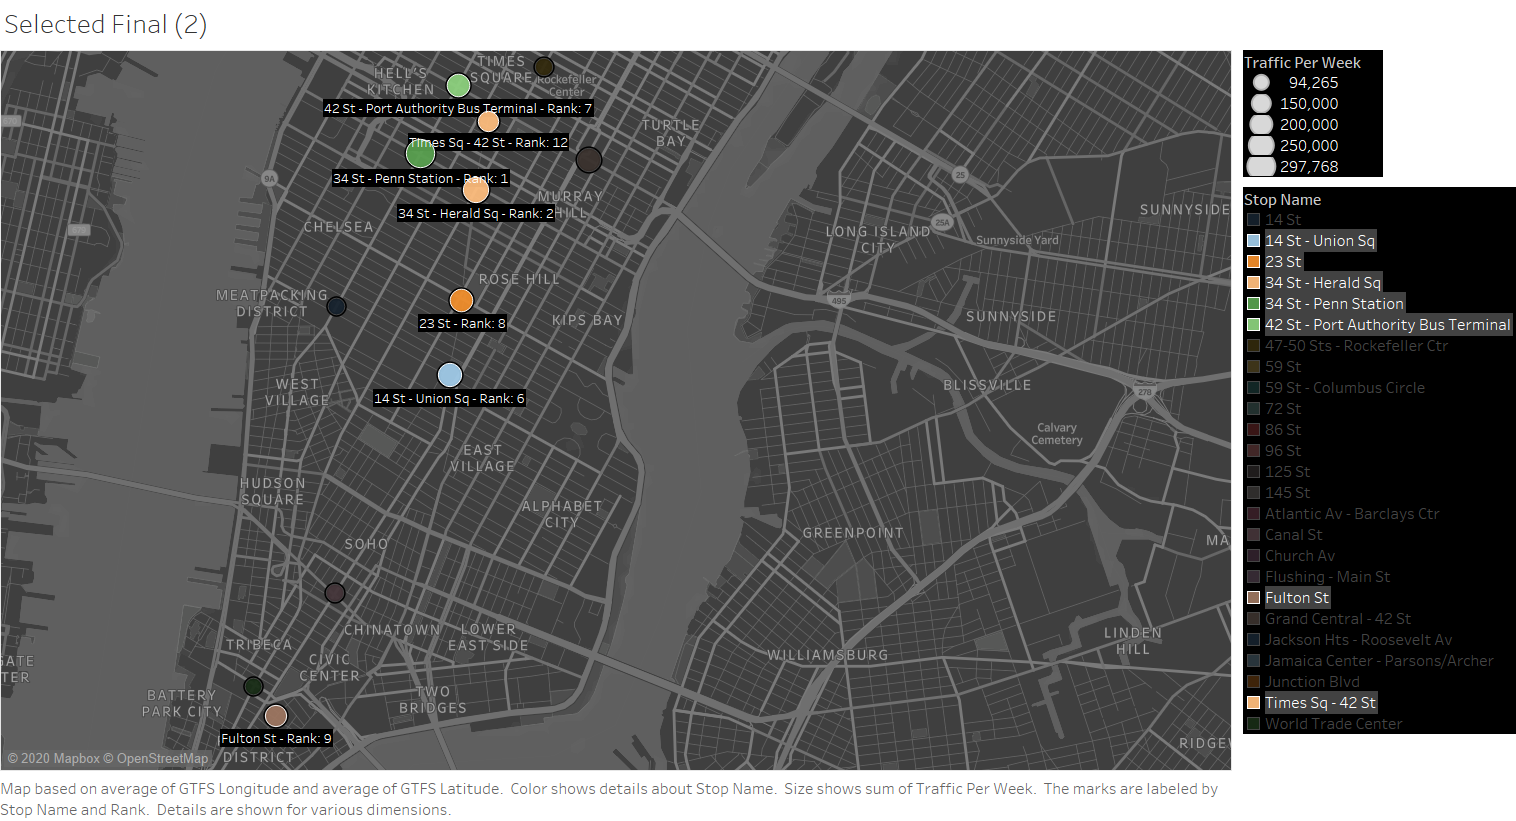 Selected Final (2)
TIMES
SQUARE
HELL'S
KITCHEN
Rockefeller
Center
42 St - Port Authority Bus Terminal - Rank: 7
TURTLE
BAY
Times Sq - 42 St - Rank: 12
34 St - Penn Station - Rank: 1
9A
25
MURRAY
HILL
34 St - Herald Sq - Rank: 2
SUNNYSIDE
25A
CHELSEA
LONG ISLAND
CITY
Sunnyside Yard
ROSE HILL
MEATPACKING
DISTRICT
495
KIPS BAY
SUNNYSIDE
23 St - Rank: 8
WEST
VILLAGE
BLISSVILLE
278
14 St - Union Sq - Rank: 6
Calvary
Cemetery
EAST
VILLAGE
HUDSON
SQUARE
ALPHABET
CITY
GREENPOINT
MA
SOHO
CHINATOWN
LOWER
EAST SIDE
LINDEN
HILL
TRIBECA
CIVIC
CENTER
WILLIAMSBURG
GATE
TER
BATTERY
PARK CITY
TWO
BRIDGES
Fulton St - Rank: 9
RIDGEW
DISTRICT
© 2020 Mapbox © OpenStreetMap
Traffic Per Week
94,265
150,000
200,000
250,000
297,768
Stop Name
14 St
14 St - Union Sq
23 St
34 St - Herald Sq
34 St - Penn Station
42 St - Port Authority Bus Terminal
47-50 Sts - Rockefeller Ctr
59 St
59 St - Columbus Circle
72 St
86 St
96 St
125 St
145 St
Atlantic Av - Barclays Ctr
Canal St
Church Av
Flushing - Main St
Fulton St
Grand Central - 42 St
Jackson Hts - Roosevelt Av
Jamaica Center - Parsons/Archer
Junction Blvd
Times Sq - 42 St
World Trade Center
Map based on average of GTFS Longitude and average of GTFS Latitude.  Color shows details about Stop Name.  Size shows sum of Traffic Per Week.  The marks are labeled by
Stop Name and Rank.  Details are shown for various dimensions.